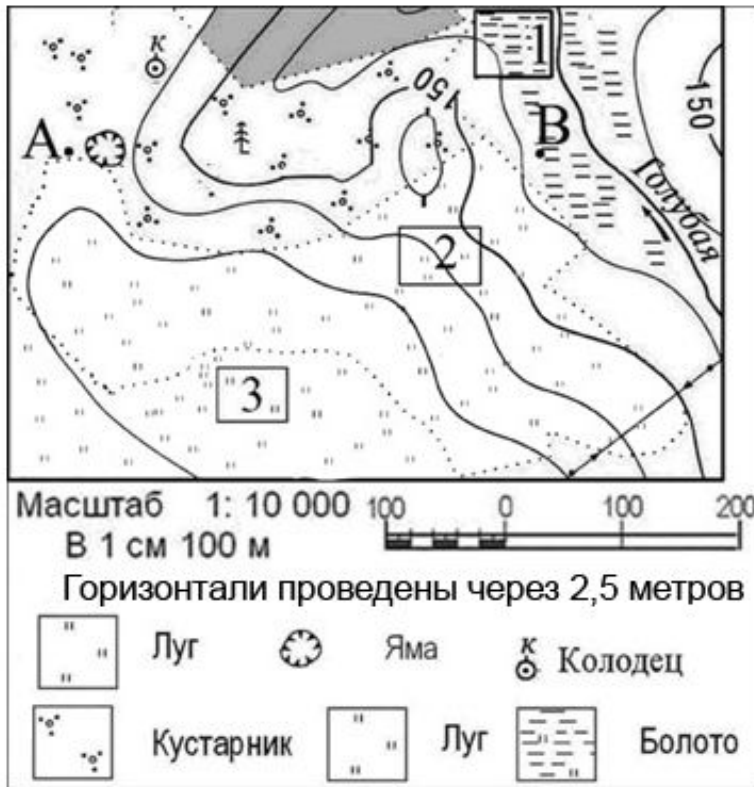 к
1
150
150
А
В
Голубая
2
3
Масштаб 1: 10 000
В 1 см 100 м
100 0 100 200
Горизонтали проведены через 2,5 метров
Луг
Яма
к
Колодец
Кустарник
Луг
Болото